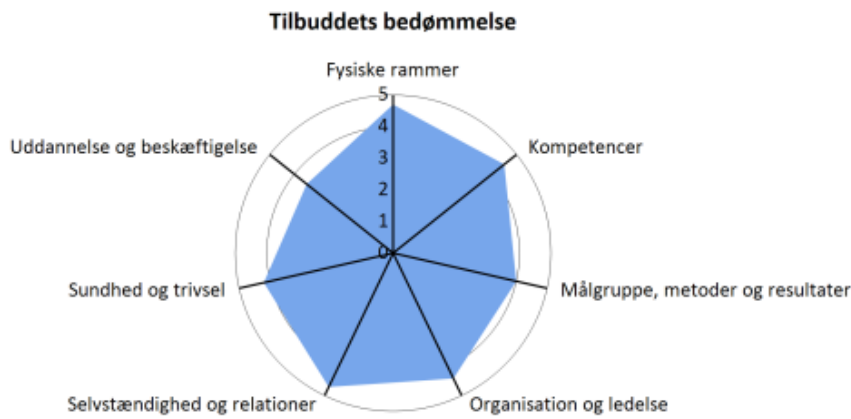 Tilbuddets bedømmelse
Fysiske rammer
5
4
3
2
1
0
Kompetencer
Målgruppe, metoder og resultater
Organisation og ledelse
Selvstændighed og relationer
Sundhed og trivsel
Uddannelse og beskæftigelse